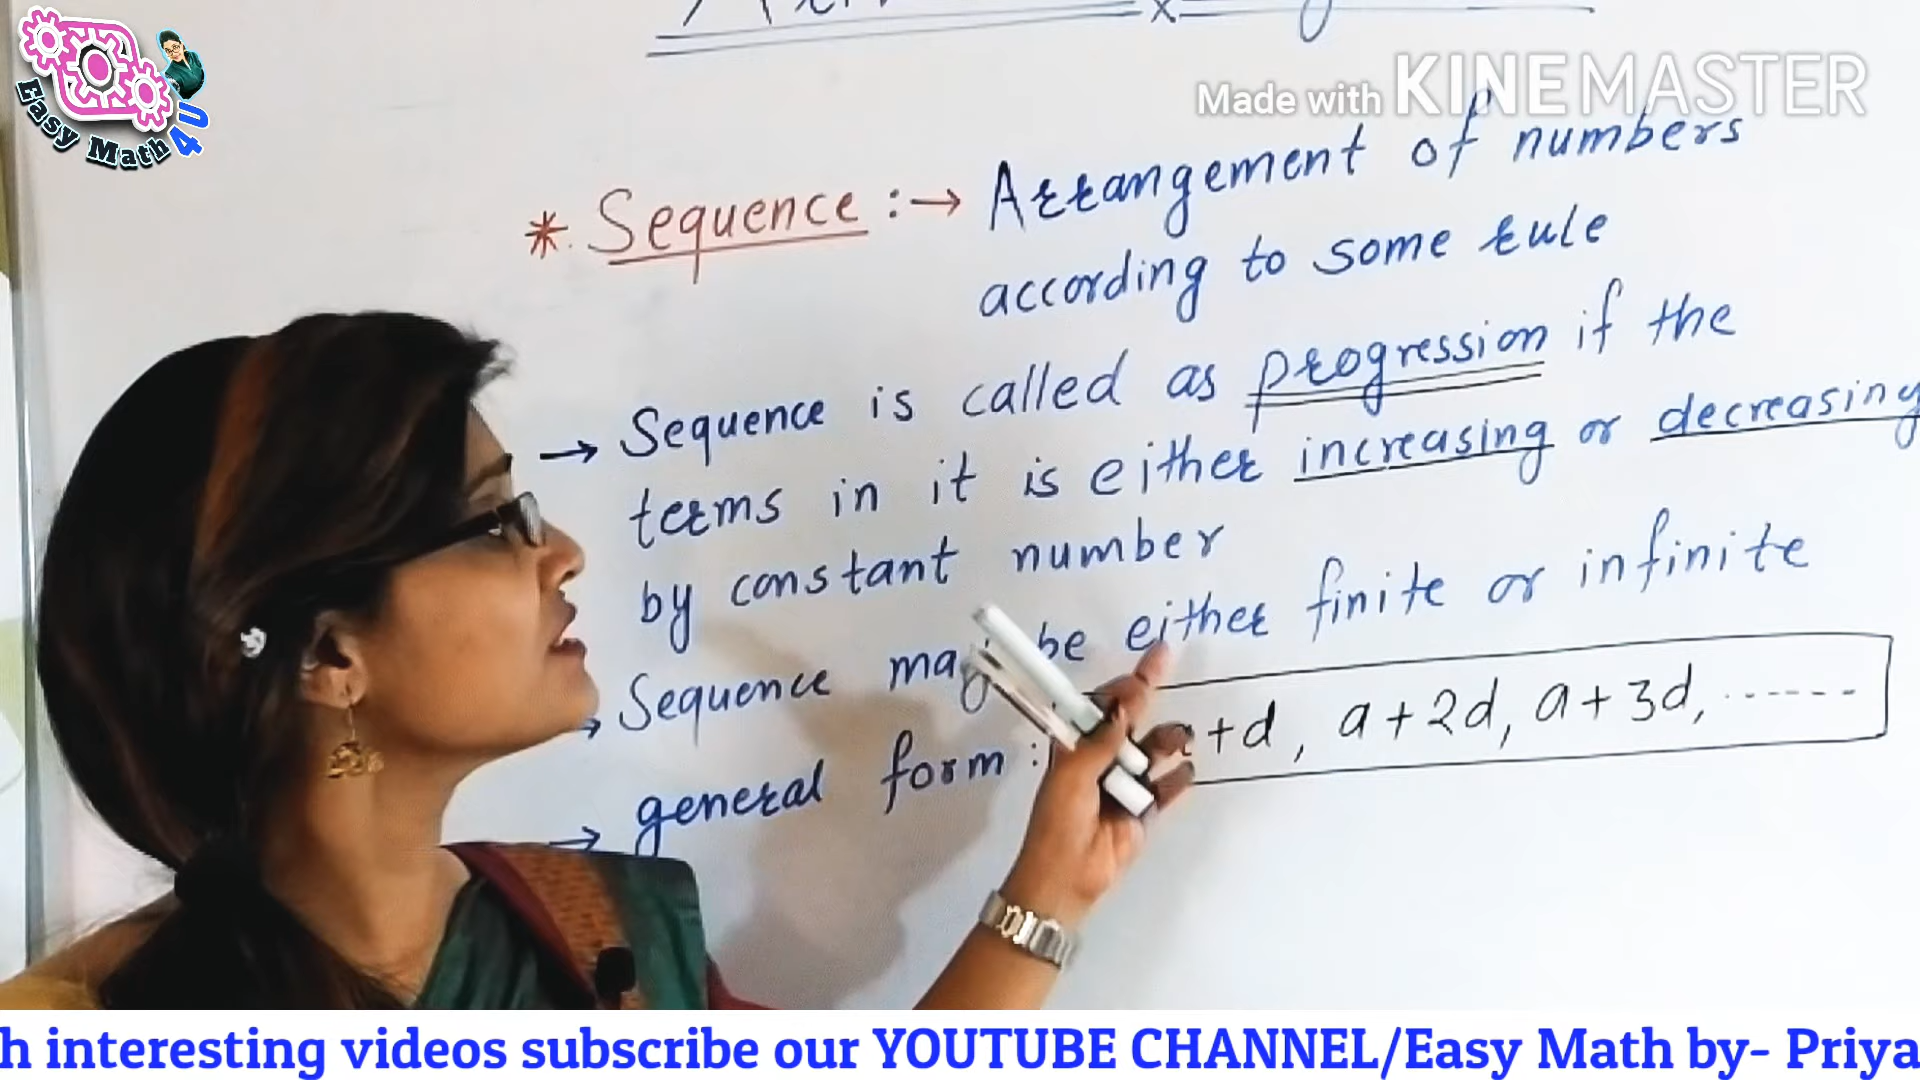 Easy Math 4U
Made with KINEMASTER
* Sequence :→ Arrangement of numbers
according to some rule
→ Sequence is called as progression if the
terms in it is either increasing or decreasing
by constant number
→ Sequence may be either finite or infinite
→ general form : a+d, a+2d, a+3d, ......
h interesting videos subscribe our YOUTUBE CHANNEL/Easy Math by- Priya